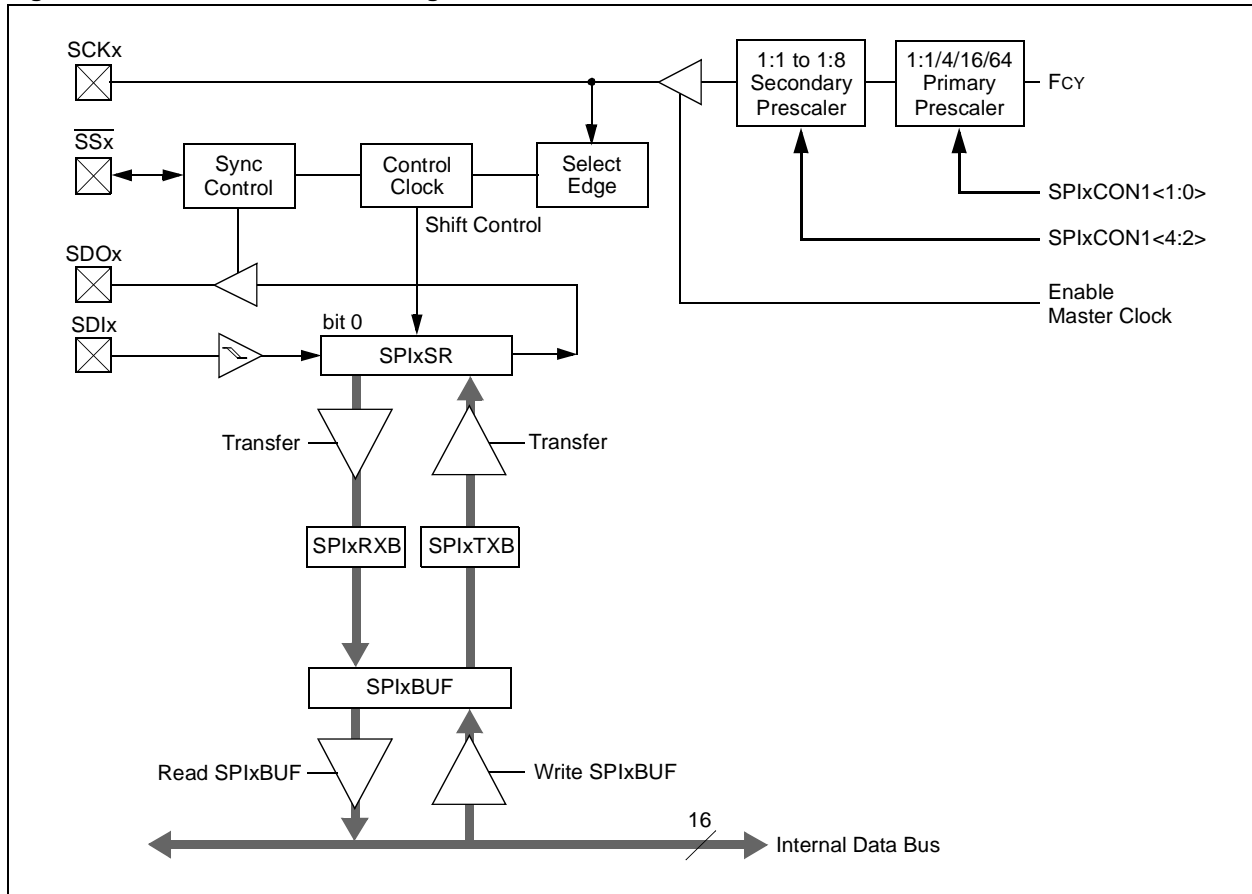 SCKx
1:1 to 1:8
Secondary
Prescaler
1:1/4/16/64
Primary
Prescaler
FCY
SSx
Sync
Control
Control
Clock
Select
Edge
SPIxCON1<1:0>
Shift Control
SPIxCON1<4:2>
SDOx
Enable
Master Clock
SDIx
bit 0
SPIxSR
Transfer
Transfer
SPIxRXB
SPIxTXB
SPIxBUF
Read SPIxBUF
Write SPIxBUF
16
Internal Data Bus